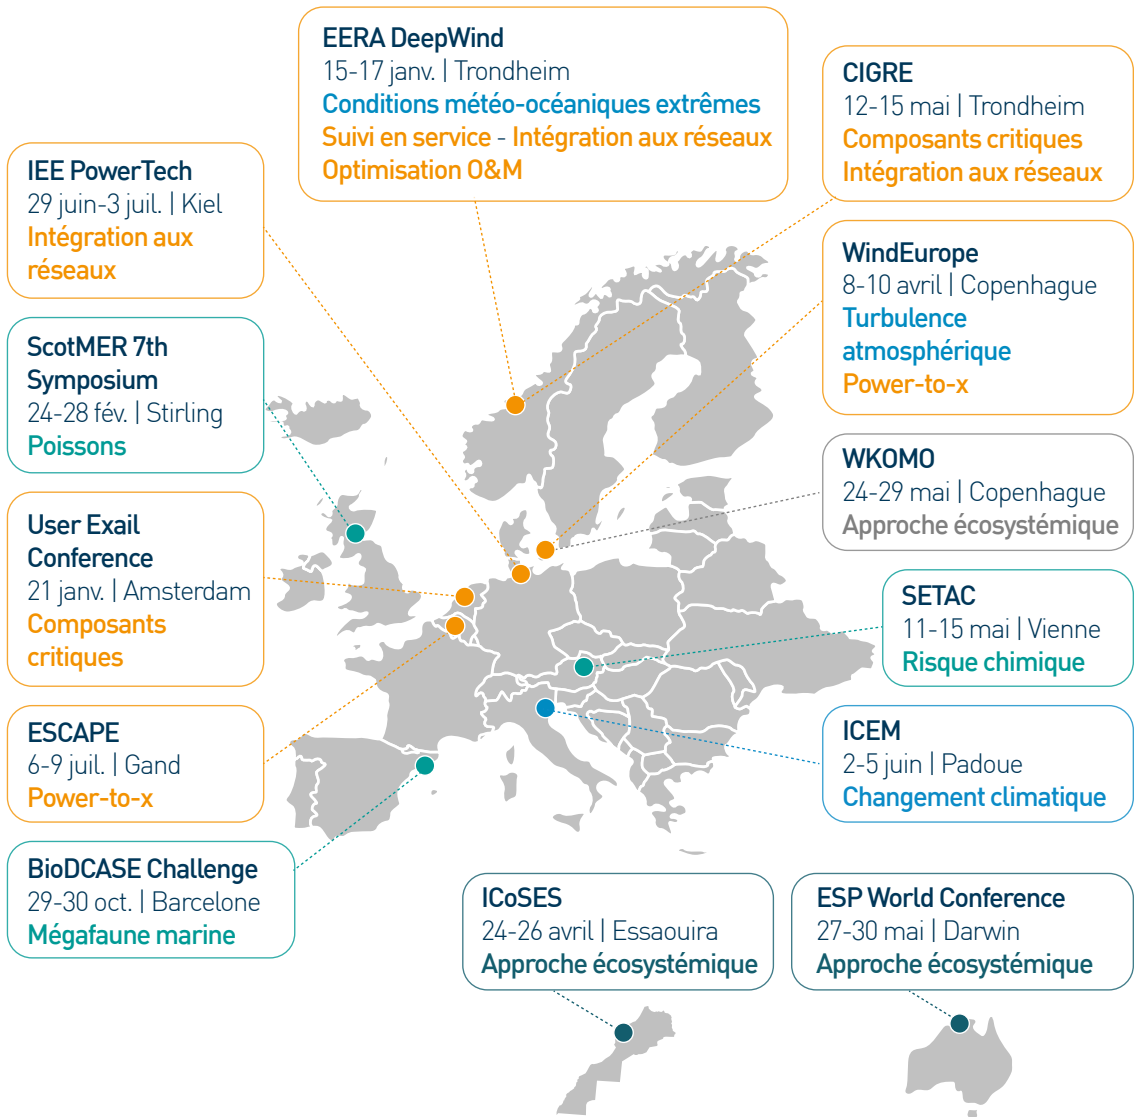 EERA DeepWind
15-17 janv. | Trondheim
Conditions météo-océaniques extrêmes
Suivi en service - Intégration aux réseaux
Optimisation O&M
CIGRE
12-15 mai | Trondheim
Composants critiques
Intégration aux réseaux
IEE PowerTech
29 juin-3 juil. | Kiel
Intégration aux
réseaux
WindEurope
8-10 avril | Copenhague
Turbulence
atmosphérique
Power-to-x
ScotMER 7th
Symposium
24-28 fév. | Stirling
Poissons
WKOMO
24-29 mai | Copenhague
Approche écosystémique
User Exail
Conference
21 janv. | Amsterdam
Composants
critiques
SETAC
11-15 mai | Vienne
Risque chimique
ESCAPE
6-9 juil. | Gand
Power-to-x
ICEM
2-5 juin | Padoue
Changement climatique
BioDCASE Challenge
29-30 oct. | Barcelone
Mégafaune marine
ICoSES
24-26 avril | Essaouira
Approche écosystémique
ESP World Conference
27-30 mai | Darwin
Approche écosystémique